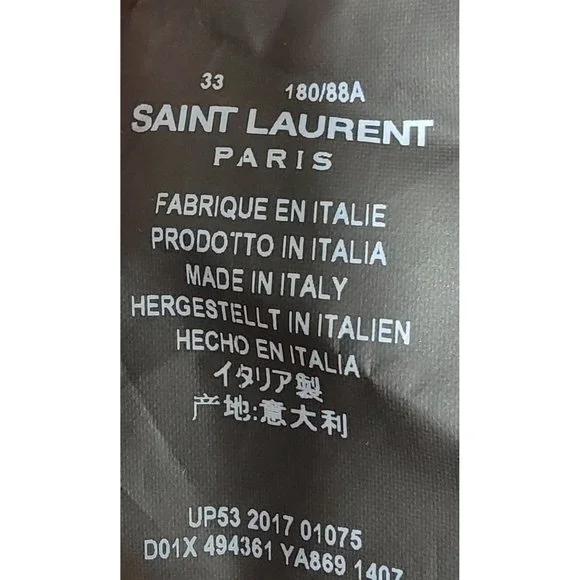 33 180/88A
SAINT LAURENT
PARIS
FABRIQUE EN ITALIE
PRODOTTO IN ITALIA
MADE IN ITALY
HERGESTELLT IN ITALIEN
HECHO EN ITALIA
イタリア製
产地:意大利
UP53 2017 01075
D01X 494361 YA869 1407